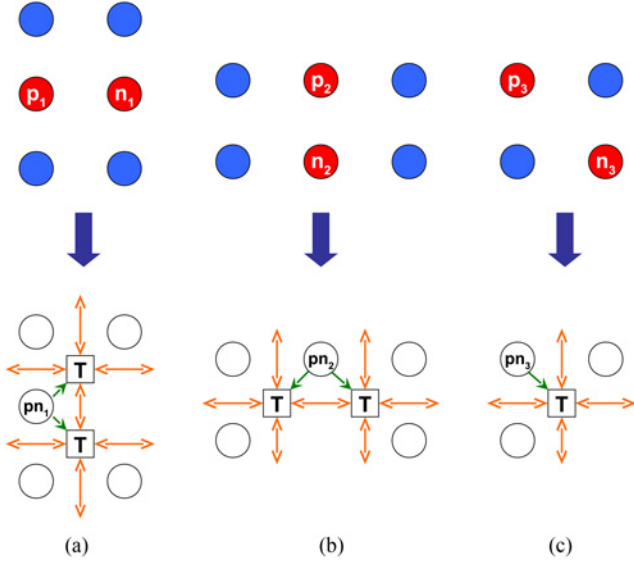 p₁ n₁
p₂
n₂
p₃
n₃
T
pn₁
T
pn₂
T T
pn₃
T
(a) (b) (c)